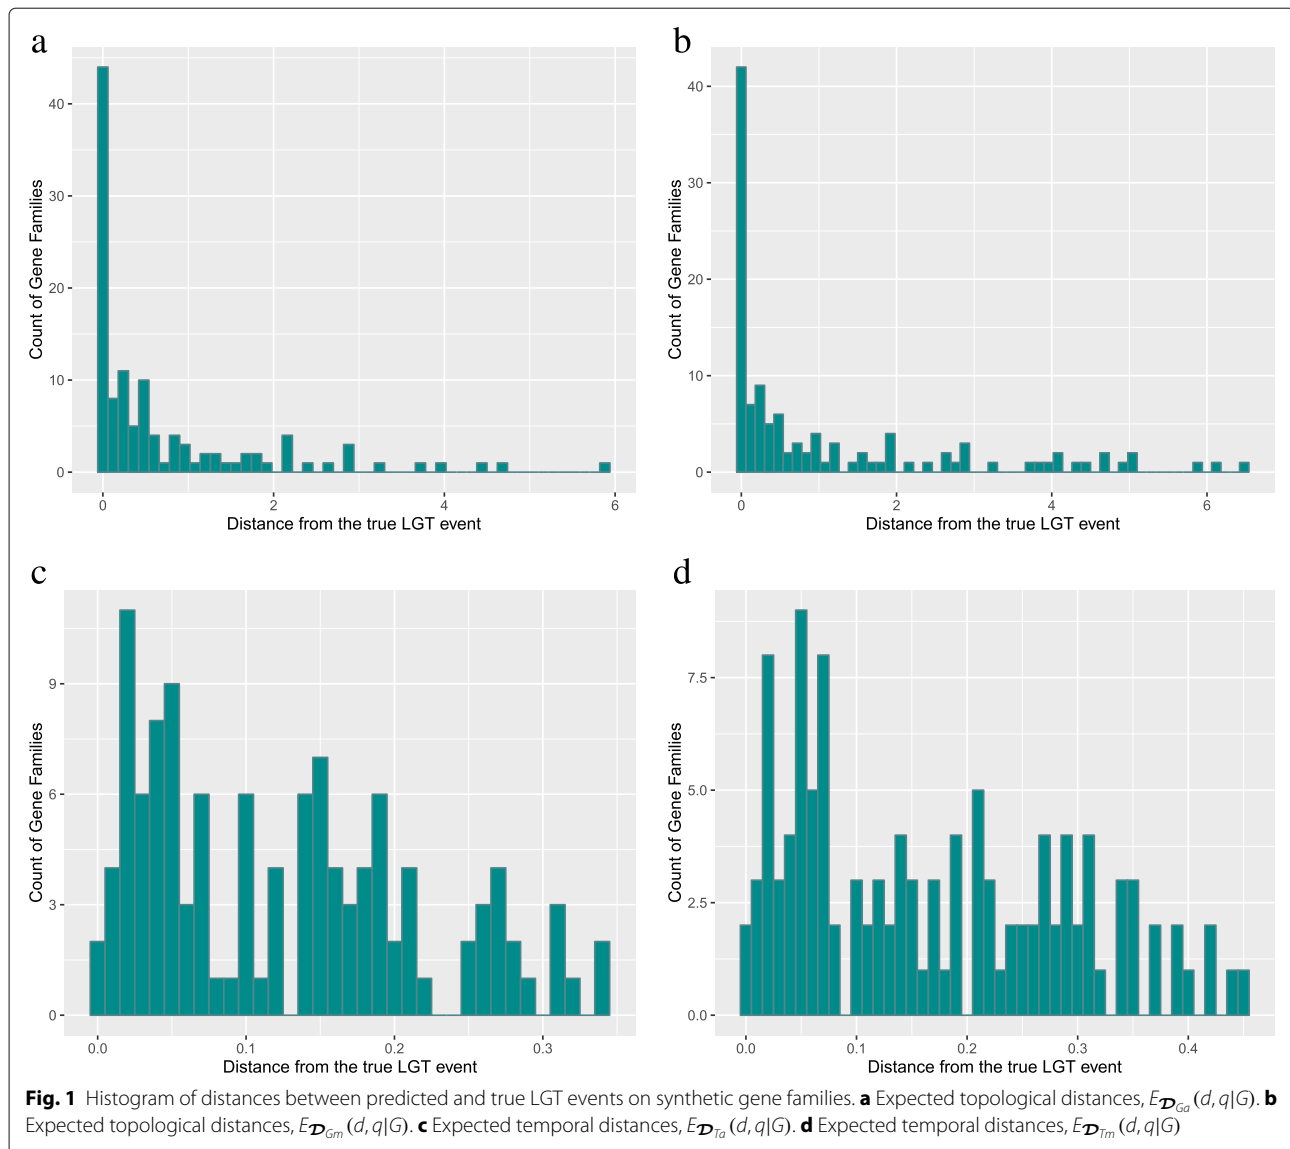 a
Count of Gene Families
40
30
20
10
0
0 2 4 6
Distance from the true LGT event
b
Count of Gene Families
40
30
20
10
0
0 2 4 6
Distance from the true LGT event
c
Count of Gene Families
9
6
3
0
0.0 0.1 0.2 0.3
Distance from the true LGT event
d
Count of Gene Families
7.5
5.0
2.5
0.0
0.0 0.1 0.2 0.3 0.4
Distance from the true LGT event
Fig. 1 Histogram of distances between predicted and true LGT events on synthetic gene families. a Expected topological distances, E𝓓Ga (d, q|G). b
Expected topological distances, E𝓓Gm (d, q|G). c Expected temporal distances, E𝓓Ta (d, q|G). d Expected temporal distances, E𝓓Tm (d, q|G)